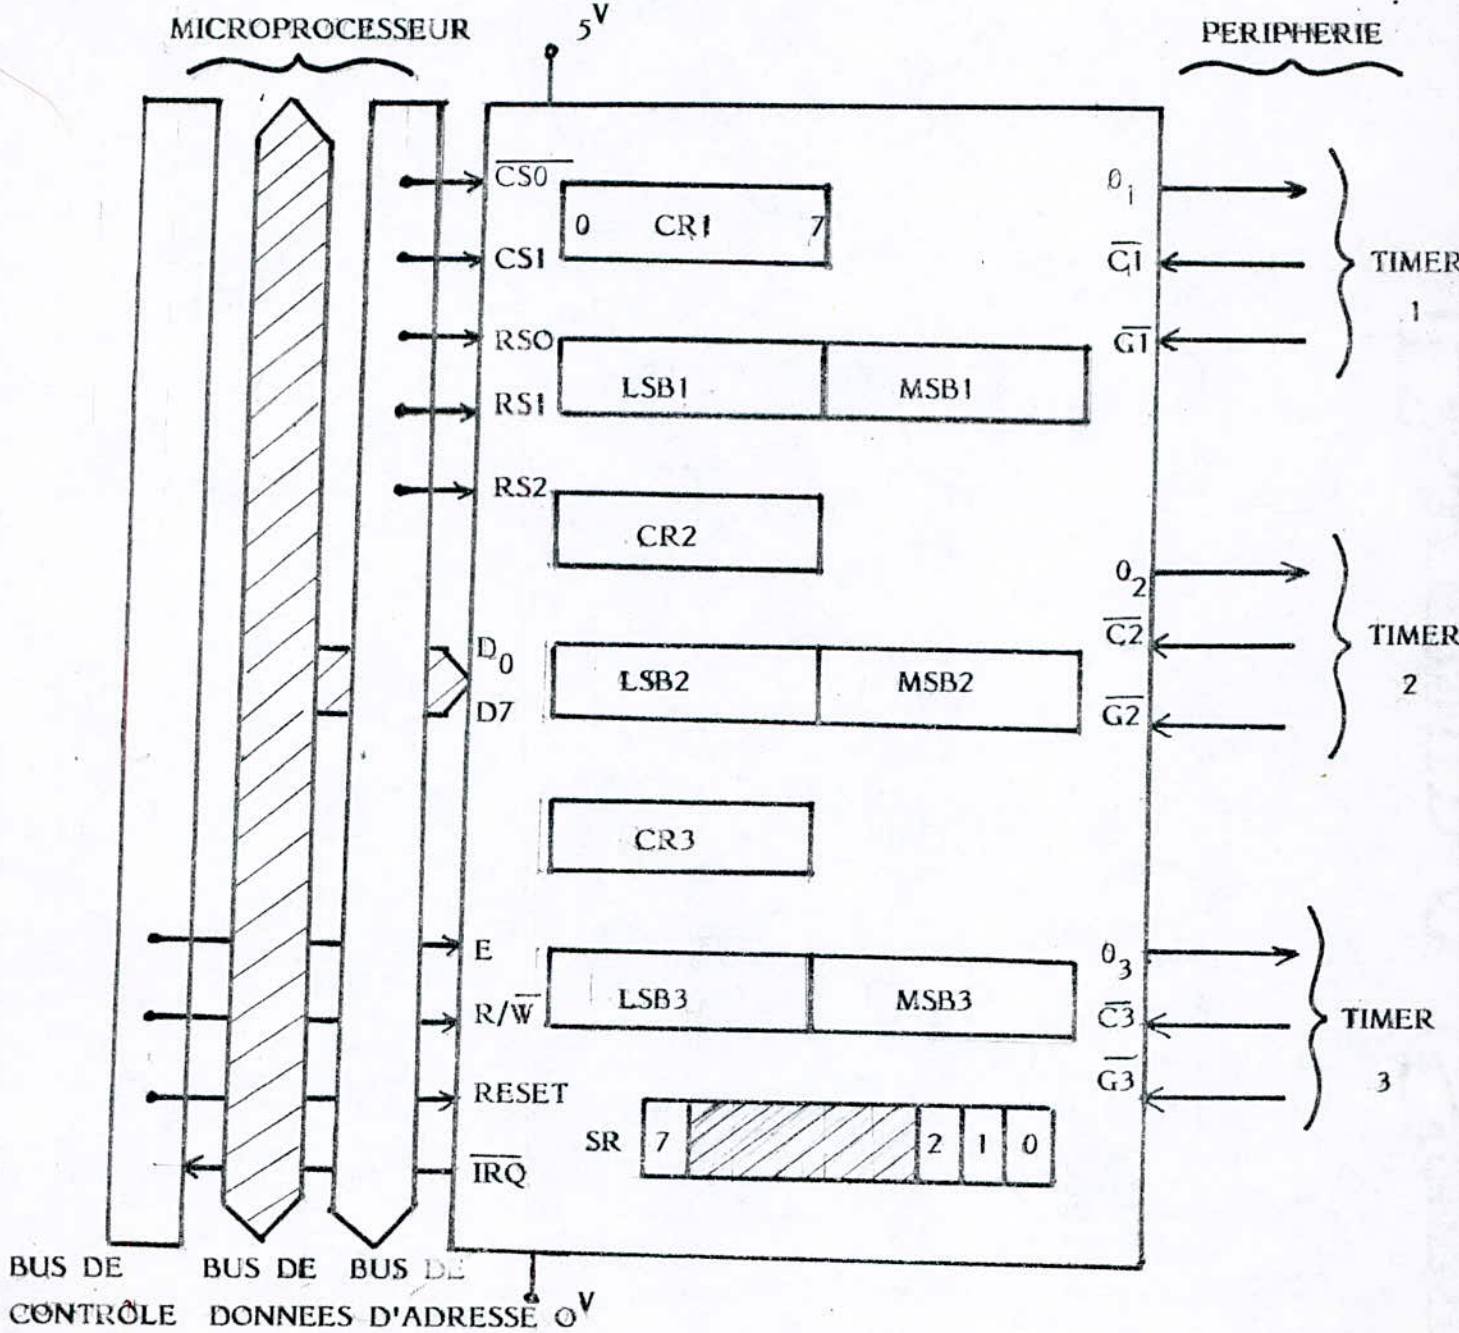 MICROPROCESSEUR
5V
PERIPHERIE
CS0
0 CR1 7
CS1
RS0
LSB1 MSB1
RS1
RS2
CR2
D0
D7
LSB2 MSB2
CR3
E
LSB3 MSB3
R/W
RESET
SR 7 2 1 0
IRQ
01
C1
G1
TIMER
1
02
C2
G2
TIMER
2
03
C3
G3
TIMER
3
BUS DE
CONTRÔLE
BUS DE
DONNEES
BUS DE
D'ADRESSE
0V